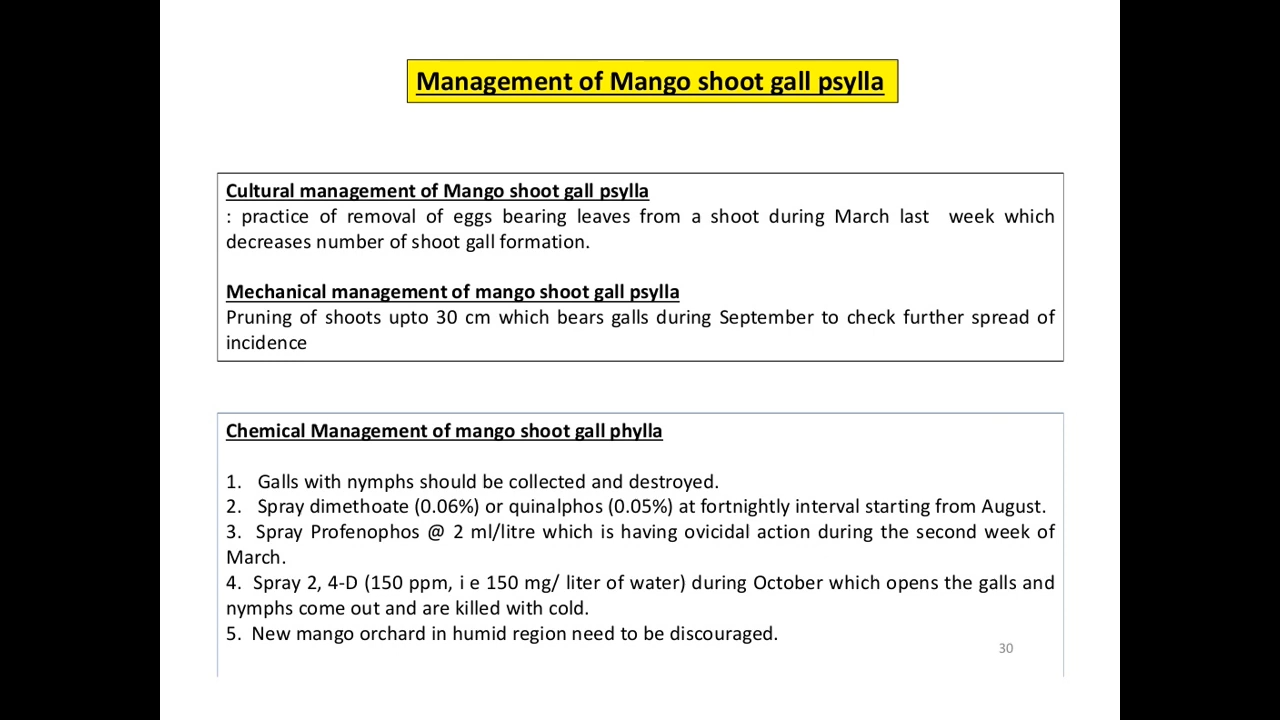 Management of Mango shoot gall psylla
Cultural management of Mango shoot gall psylla
: practice of removal of eggs bearing leaves from a shoot during March last week which
decreases number of shoot gall formation.
Mechanical management of mango shoot gall psylla
Pruning of shoots upto 30 cm which bears galls during September to check further spread of
incidence
Chemical Management of mango shoot gall phylla
1. Galls with nymphs should be collected and destroyed.
2. Spray dimethoate (0.06%) or quinalphos (0.05%) at fortnightly interval starting from August.
3. Spray Profenophos @ 2 ml/litre which is having ovicidal action during the second week of
March.
4. Spray 2, 4-D (150 ppm, i e 150 mg/ liter of water) during October which opens the galls and
nymphs come out and are killed with cold.
5. New mango orchard in humid region need to be discouraged.
30